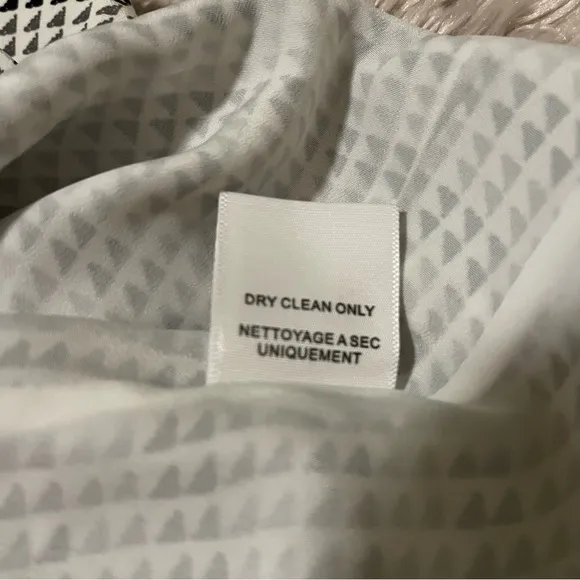 DRY CLEAN ONLY
NETTOYAGE A SEC
UNIQUEMENT